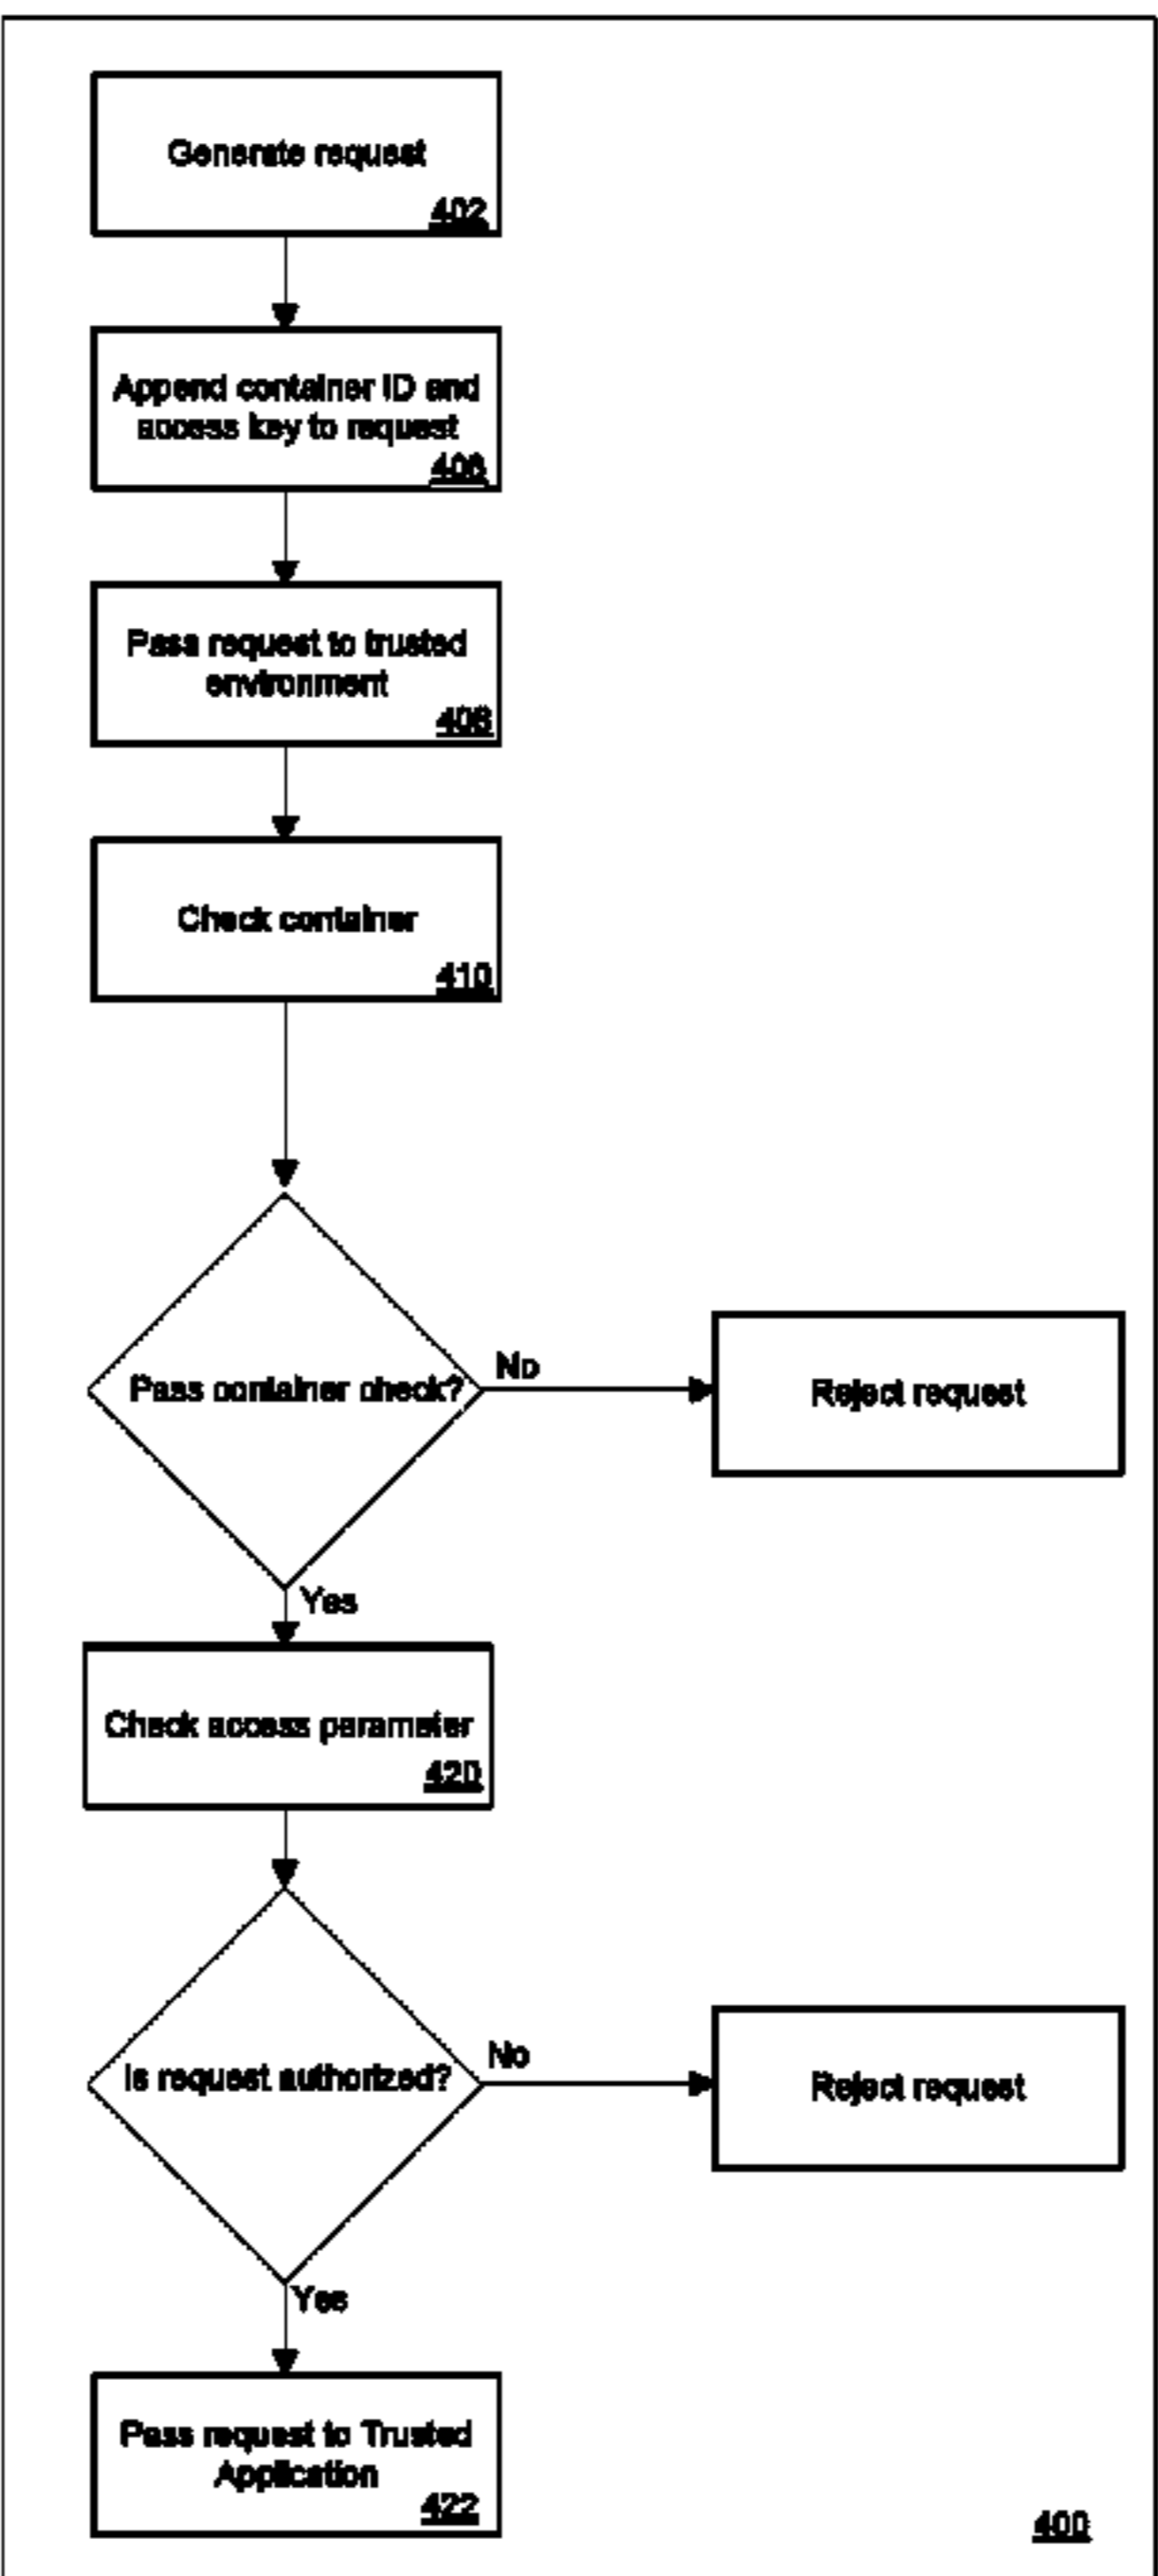 Generate request
402
Append container ID and
access key to request
406
Pass request to trusted
environment
408
Check container
410
Pass container check?
No
Reject request
Yes
Check access parameter
420
Is request authorized?
No
Reject request
Yes
Pass request to Trusted
Application
422
400